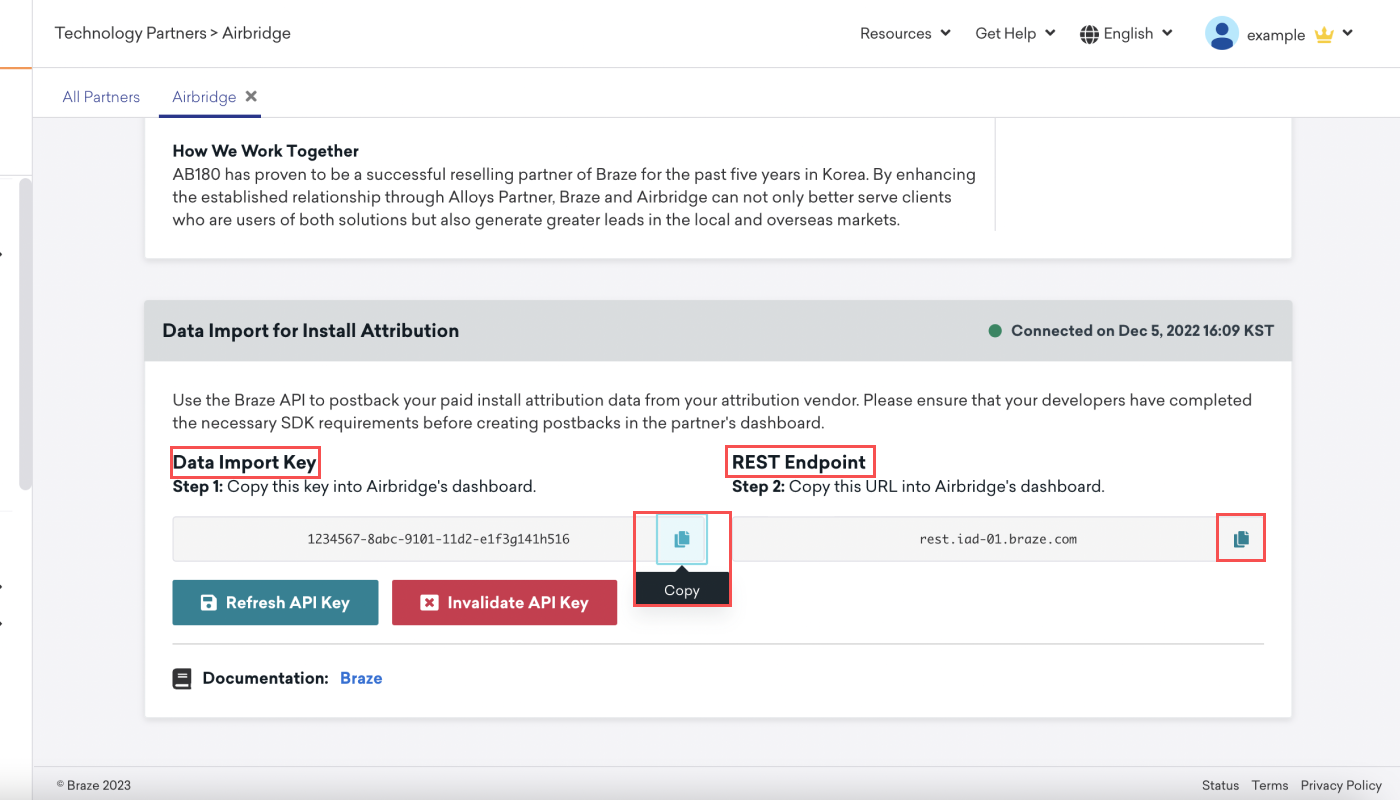 Technology Partners > Airbridge
Resources
Get Help
English
example
All Partners
Airbridge
How We Work Together
AB180 has proven to be a successful reselling partner of Braze for the past five years in Korea. By enhancing
the established relationship through Alloys Partner, Braze and Airbridge can not only better serve clients
who are users of both solutions but also generate greater leads in the local and overseas markets.
Data Import for Install Attribution
Connected on Dec 5, 2022 16:09 KST
Use the Braze API to postback your paid install attribution data from your attribution vendor. Please ensure that your developers have completed
the necessary SDK requirements before creating postbacks in the partner's dashboard.
Data Import Key
Step 1: Copy this key into Airbridge's dashboard.
1234567-8abc-9101-11d2-e1f3g141h516
Copy
Refresh API Key
Invalidate API Key
REST Endpoint
Step 2: Copy this URL into Airbridge's dashboard.
rest.iad-01.braze.com
Documentation: Braze
© Braze 2023
Status
Terms
Privacy Policy